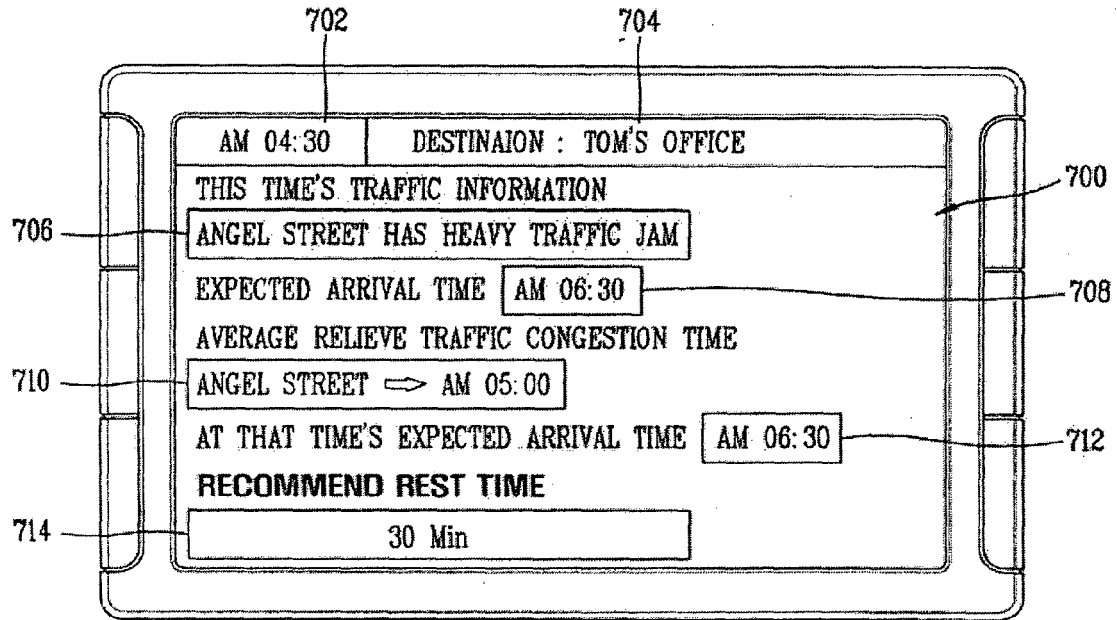 702 704
AM 04:30 DESTINAION : TOM'S OFFICE
THIS TIME'S TRAFFIC INFORMATION
700
706 ANGEL STREET HAS HEAVY TRAFFIC JAM
EXPECTED ARRIVAL TIME AM 06:30 708
AVERAGE RELIEVE TRAFFIC CONGESTION TIME
710 ANGEL STREET ⇨ AM 05:00
AT THAT TIME'S EXPECTED ARRIVAL TIME AM 06:30 712
RECOMMEND REST TIME
714 30 Min